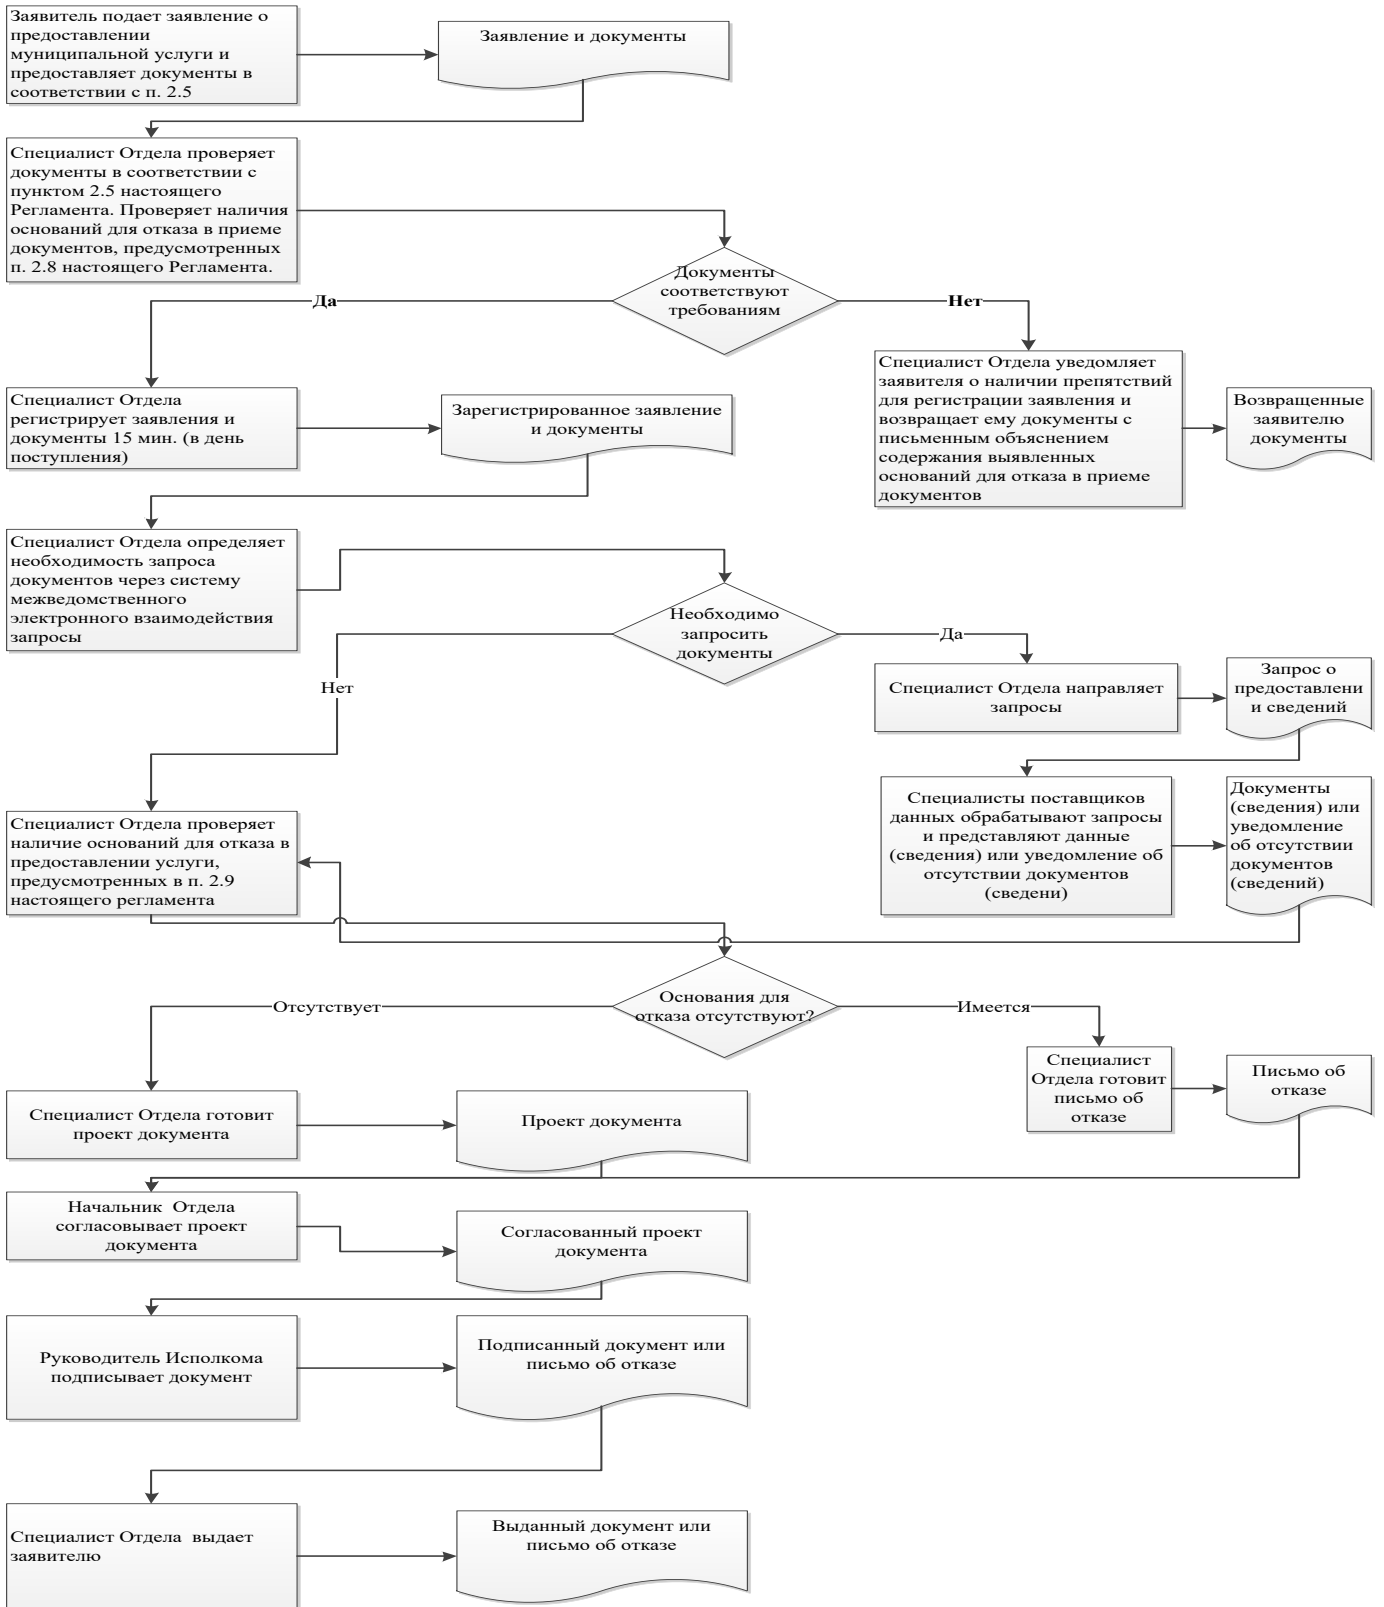 Заявитель подает заявление о
предоставлении
муниципальной услуги и
предоставляет документы в
соответствии с п. 2.5
Заявление и документы
Специалист Отдела проверяет
документы в соответствии с
пунктом 2.5 настоящего
Регламента. Проверяет наличия
оснований для отказа в приеме
документов, предусмотренных
п. 2.8 настоящего Регламента.
Документы
соответствуют
требованиям
Да
Нет
Специалист Отдела
регистрирует заявления и
документы 15 мин. (в день
поступления)
Зарегистрированное заявление
и документы
Специалист Отдела уведомляет
заявителя о наличии препятствий
для регистрации заявления и
возвращает ему документы с
письменным объяснением
содержания выявленных
оснований для отказа в приеме
документов
Возвращенные
заявителю
документы
Специалист Отдела определяет
необходимость запроса
документов через систему
межведомственного
электронного взаимодействия
запросы
Необходимо
запросить
документы
Нет
Да
Специалист Отдела направляет
запросы
Запрос о
предоставлени
и сведений
Специалисты поставщиков
данных обрабатывают запросы
и представляют данные
(сведения) или уведомление об
отсутствии документов
(сведени)
Документы
(сведения) или
уведомление
об отсутствии
документов
(сведений)
Специалист Отдела проверяет
наличие оснований для отказа в
предоставлении услуги,
предусмотренных в п. 2.9
настоящего регламента
Основания для
отказа отсутствуют?
Отсутствует
Имеется
Специалист
Отдела готовит
письмо об
отказе
Письмо об
отказе
Специалист Отдела готовит
проект документа
Проект документа
Начальник  Отдела
согласовывает проект
документа
Согласованный проект
документа
Руководитель Исполкома
подписывает документ
Подписанный документ или
письмо об отказе
Специалист Отдела  выдает
заявителю
Выданный документ или
письмо об отказе